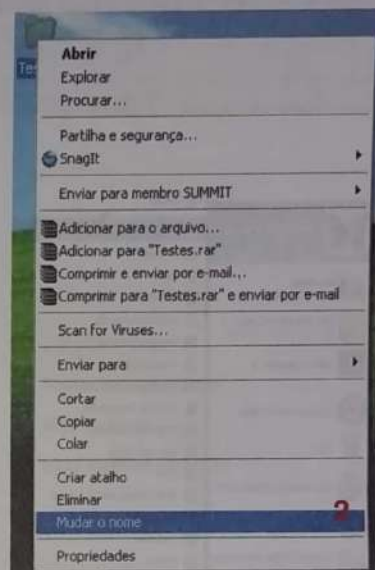 Abrir
Explorar
Procurar...
Partilha e segurança...
SnagIt
Enviar para membro SUMMIT
Adicionar para o arquivo...
Adicionar para "Testes.rar"
Comprimir e enviar por e-mail...
Comprimir para "Testes.rar" e enviar por e-mail
Scan for Viruses...
Enviar para
Cortar
Copiar
Colar
Criar atalho
Eliminar
Mudar o nome 2
Propriedades